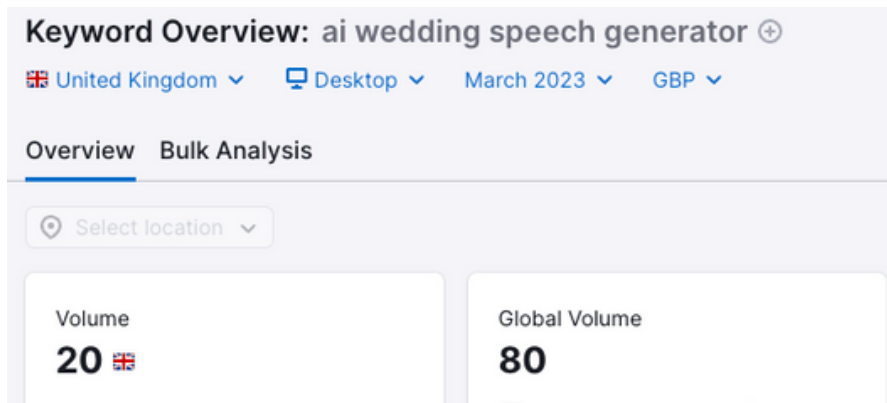 Keyword Overview: ai wedding speech generator
United Kingdom Desktop March 2023 GBP
Overview Bulk Analysis
Select location
Volume
20
Global Volume
80